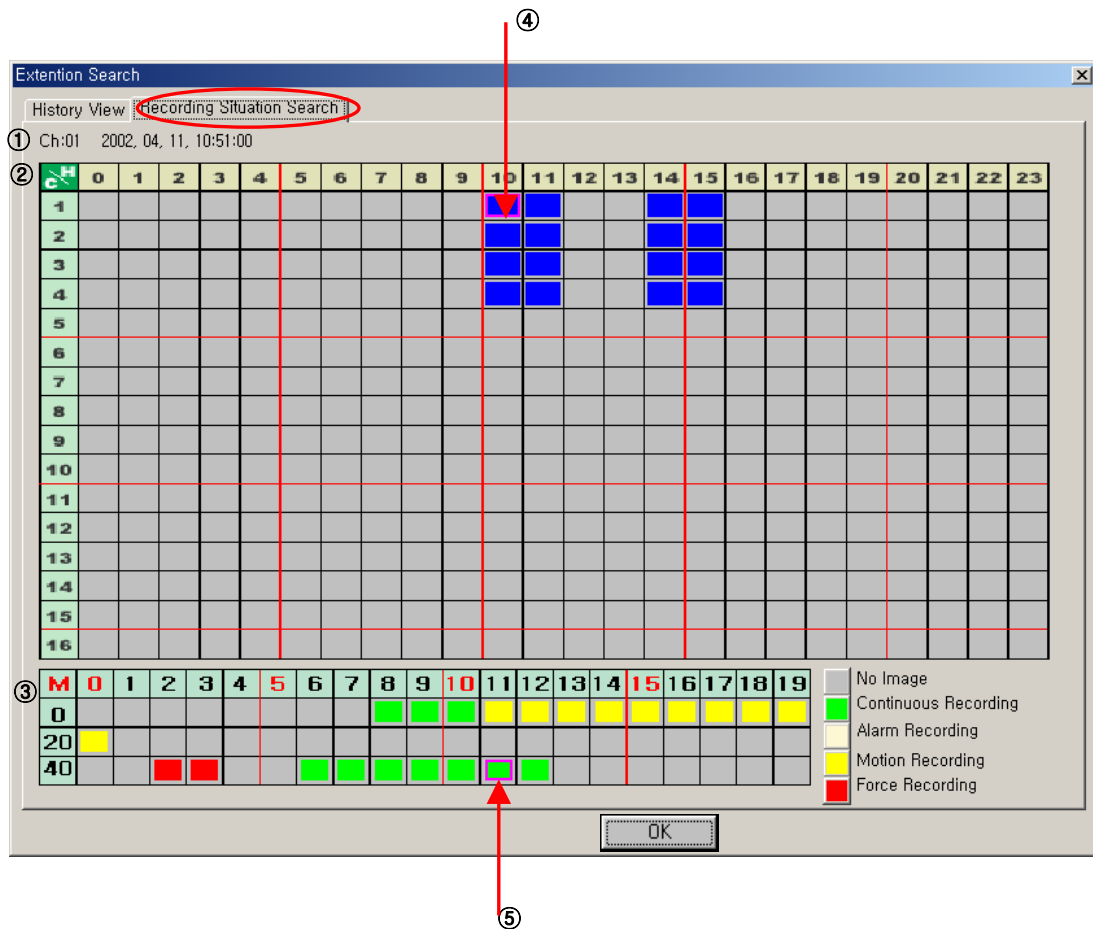 ④
Extention Search
History View Recording Situation Search
① Ch:01 2002, 04, 11, 10:51:00
② C H 0 1 2 3 4 5 6 7 8 9 10 11 12 13 14 15 16 17 18 19 20 21 22 23
1
2
3
4
5
6
7
8
9
10
11
12
13
14
15
16
③ M 0 1 2 3 4 5 6 7 8 9 10 11 12 13 14 15 16 17 18 19
0
20
40
No Image
Continuous Recording
Alarm Recording
Motion Recording
Force Recording
OK
⑤